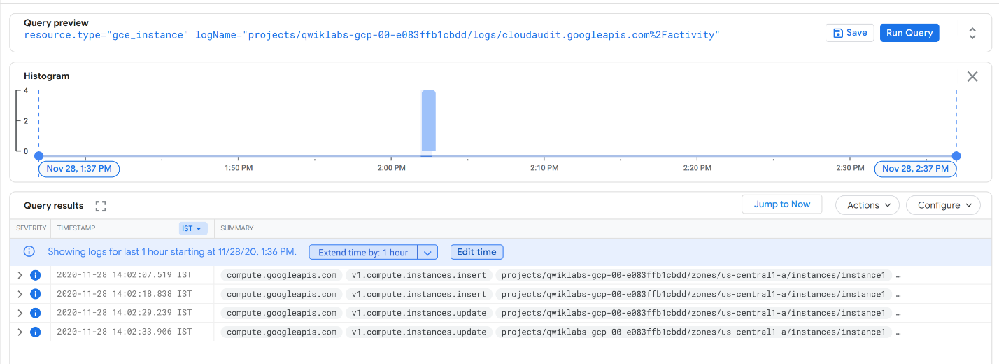 Query preview
resource.type="gce_instance" logName="projects/qwiklabs-gcp-00-e083ffb1cbdd/logs/cloudaudit.googleapis.com%2Factivity"
Save
Run Query
Histogram
4
2
0
1:50 PM
2:00 PM
2:10 PM
2:20 PM
2:30 PM
Nov 28, 1:37 PM
Nov 28, 2:37 PM
Query results
Jump to Now
Actions
Configure
SEVERITY TIMESTAMP IST SUMMARY
Showing logs for last 1 hour starting at 11/28/20, 1:36 PM. Extend time by: 1 hour Edit time
2020-11-28 14:02:07.519 IST compute.googleapis.com v1.compute.instances.insert projects/qwiklabs-gcp-00-e083ffb1cbdd/zones/us-central1-a/instances/instance1 …
2020-11-28 14:02:18.838 IST compute.googleapis.com v1.compute.instances.insert projects/qwiklabs-gcp-00-e083ffb1cbdd/zones/us-central1-a/instances/instance1 …
2020-11-28 14:02:29.239 IST compute.googleapis.com v1.compute.instances.update projects/qwiklabs-gcp-00-e083ffb1cbdd/zones/us-central1-a/instances/instance1 …
2020-11-28 14:02:33.906 IST compute.googleapis.com v1.compute.instances.update projects/qwiklabs-gcp-00-e083ffb1cbdd/zones/us-central1-a/instances/instance1 …